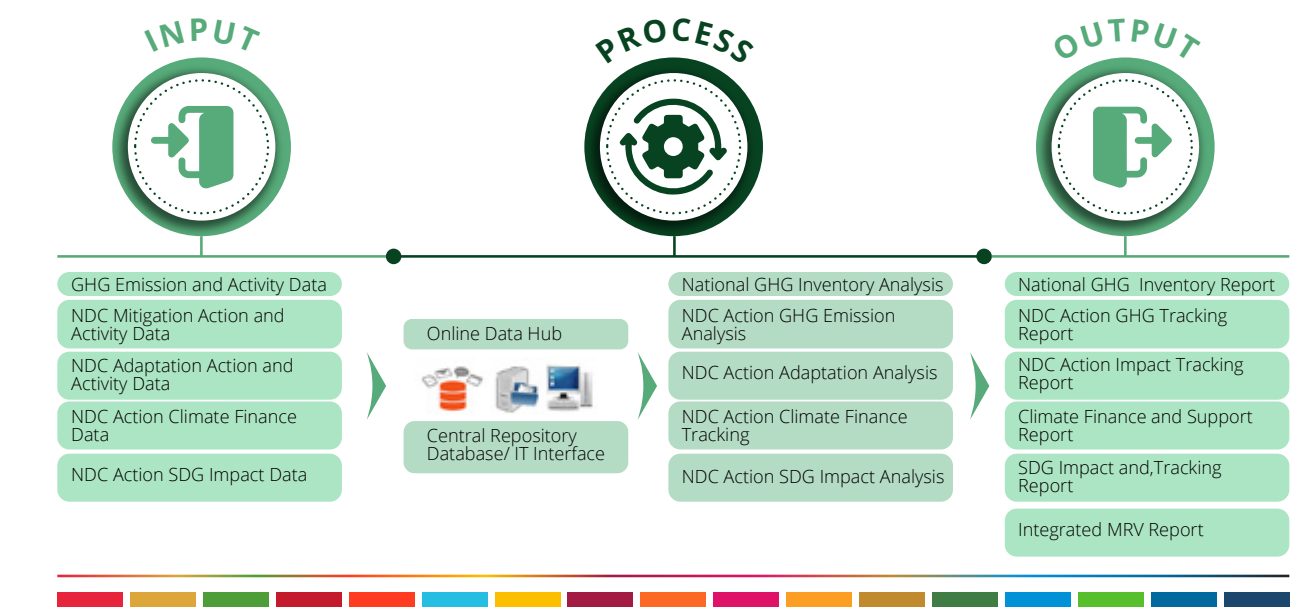 INPUT
PROCESS
OUTPUT
GHG Emission and Activity Data
NDC Mitigation Action and
Activity Data
NDC Adaptation Action and
Activity Data
NDC Action Climate Finance
Data
NDC Action SDG Impact Data
Online Data Hub
Central Repository
Database/ IT Interface
National GHG Inventory Analysis
NDC Action GHG Emission
Analysis
NDC Action Adaptation Analysis
NDC Action Climate Finance
Tracking
NDC Action SDG Impact Analysis
National GHG  Inventory Report
NDC Action GHG Tracking
Report
NDC Action Impact Tracking
Report
Climate Finance and Support
Report
SDG Impact and,Tracking
Report
Integrated MRV Report